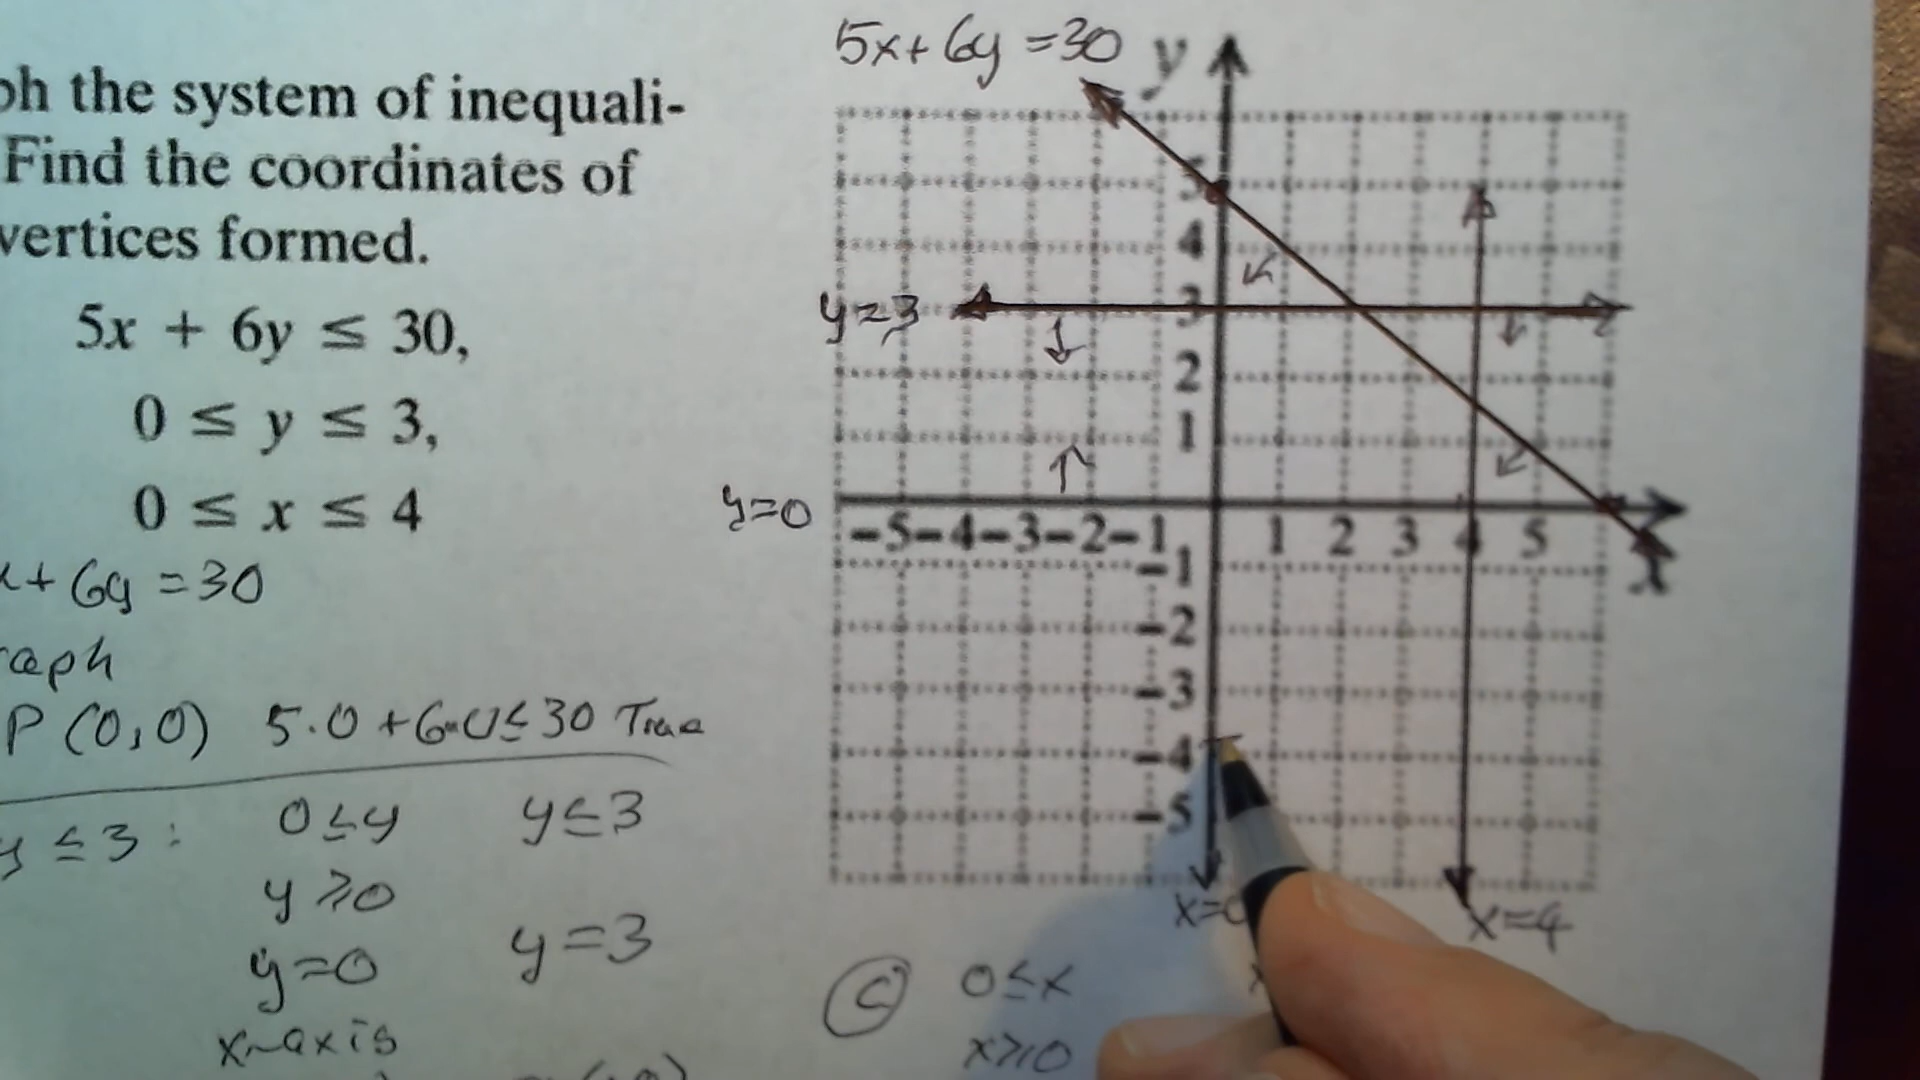 ph the system of inequali-
Find the coordinates of
vertices formed.
5x + 6y ≤ 30,
0 ≤ y ≤ 3,
0 ≤ x ≤ 4
x+ 6y = 30
raph
P (0,0) 5.0 + 6.0 ≤ 30 True
y ≤ 3 : 0 ≤ y y ≤ 3
y ≥ 0
y = 0 y = 3
x-axis
5x + 6y = 30
y
5
4
y = 3 3
2
1
y = 0
-5 -4 -3 -2 -1 1 2 3 4 5
x
-1
-2
-3
-4
-5
x = 0 x = 4
C 0 ≤ x
x ≥ 0